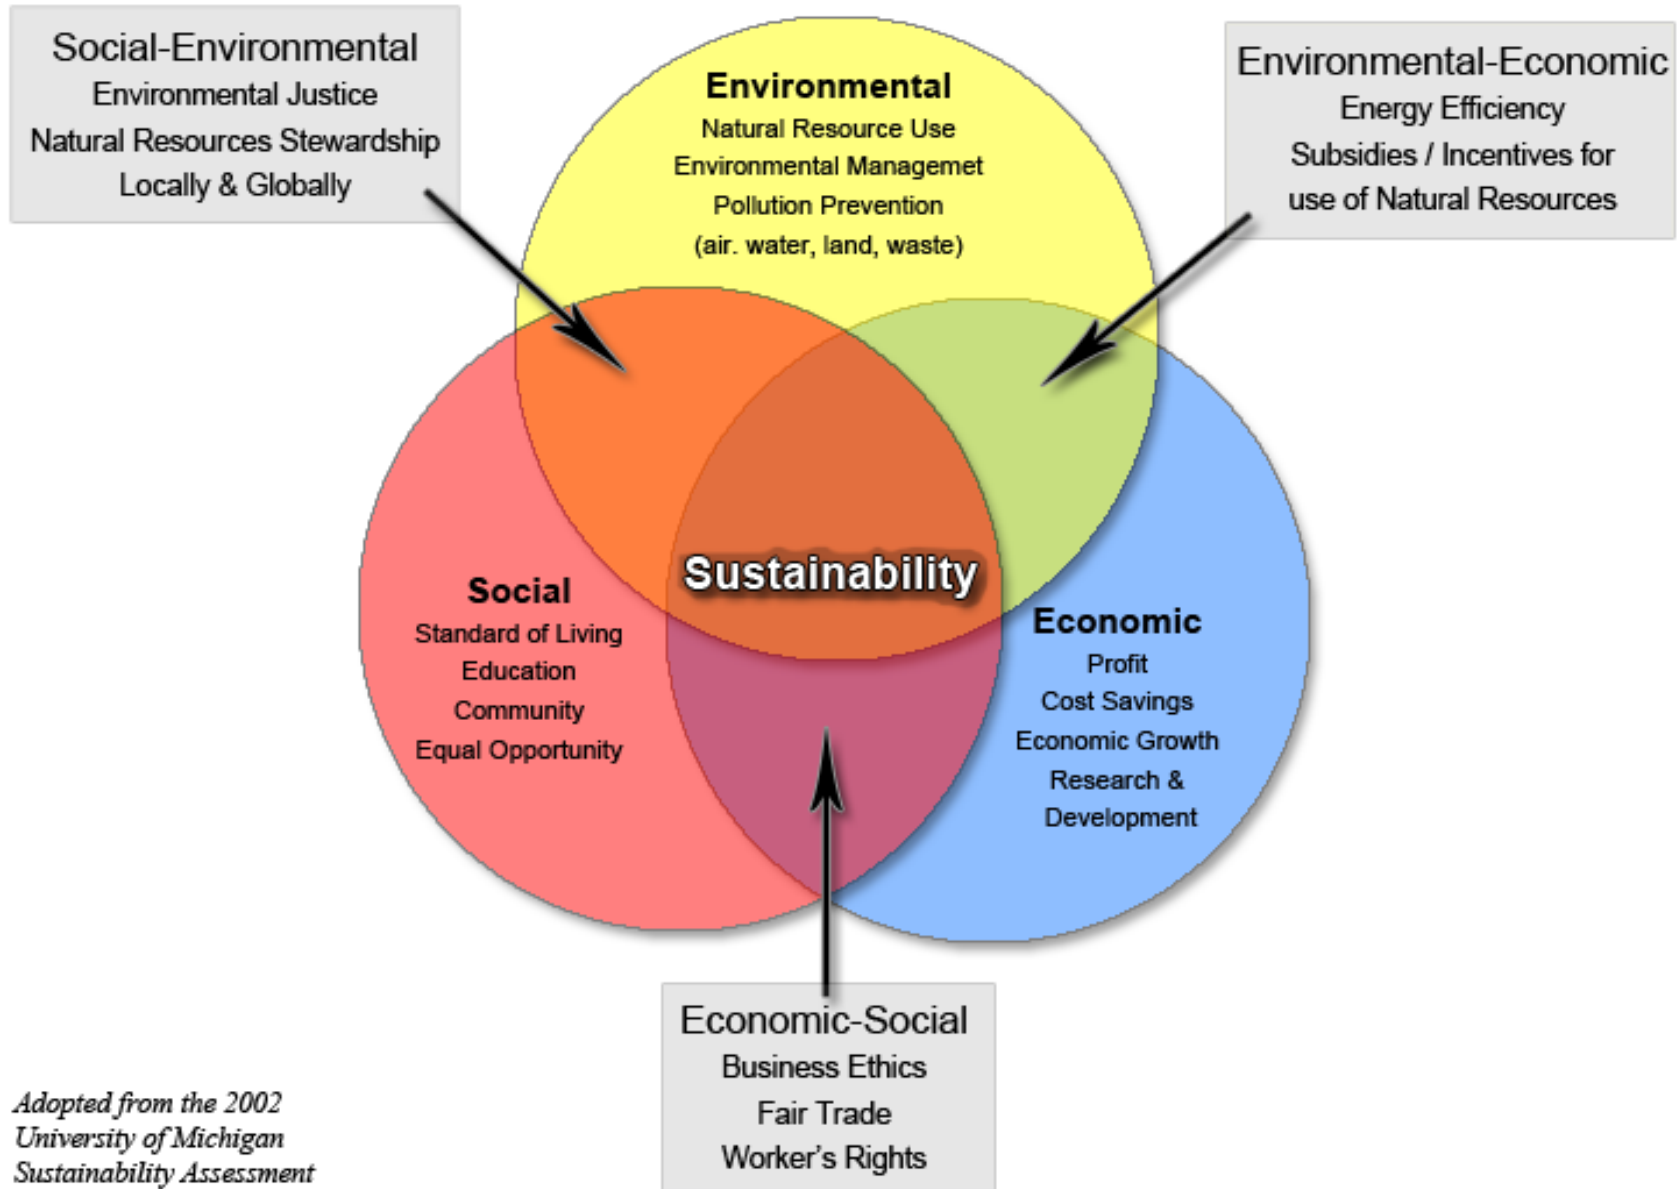 Social-Environmental
Environmental Justice
Natural Resources Stewardship
Locally & Globally
Environmental
Natural Resource Use
Environmental Managemet
Pollution Prevention
(air. water, land, waste)
Environmental-Economic
Energy Efficiency
Subsidies / Incentives for
use of Natural Resources
Sustainability
Social
Standard of Living
Education
Community
Equal Opportunity
Economic
Profit
Cost Savings
Economic Growth
Research &
Development
Economic-Social
Business Ethics
Fair Trade
Worker's Rights
Adopted from the 2002
University of Michigan
Sustainability Assessment